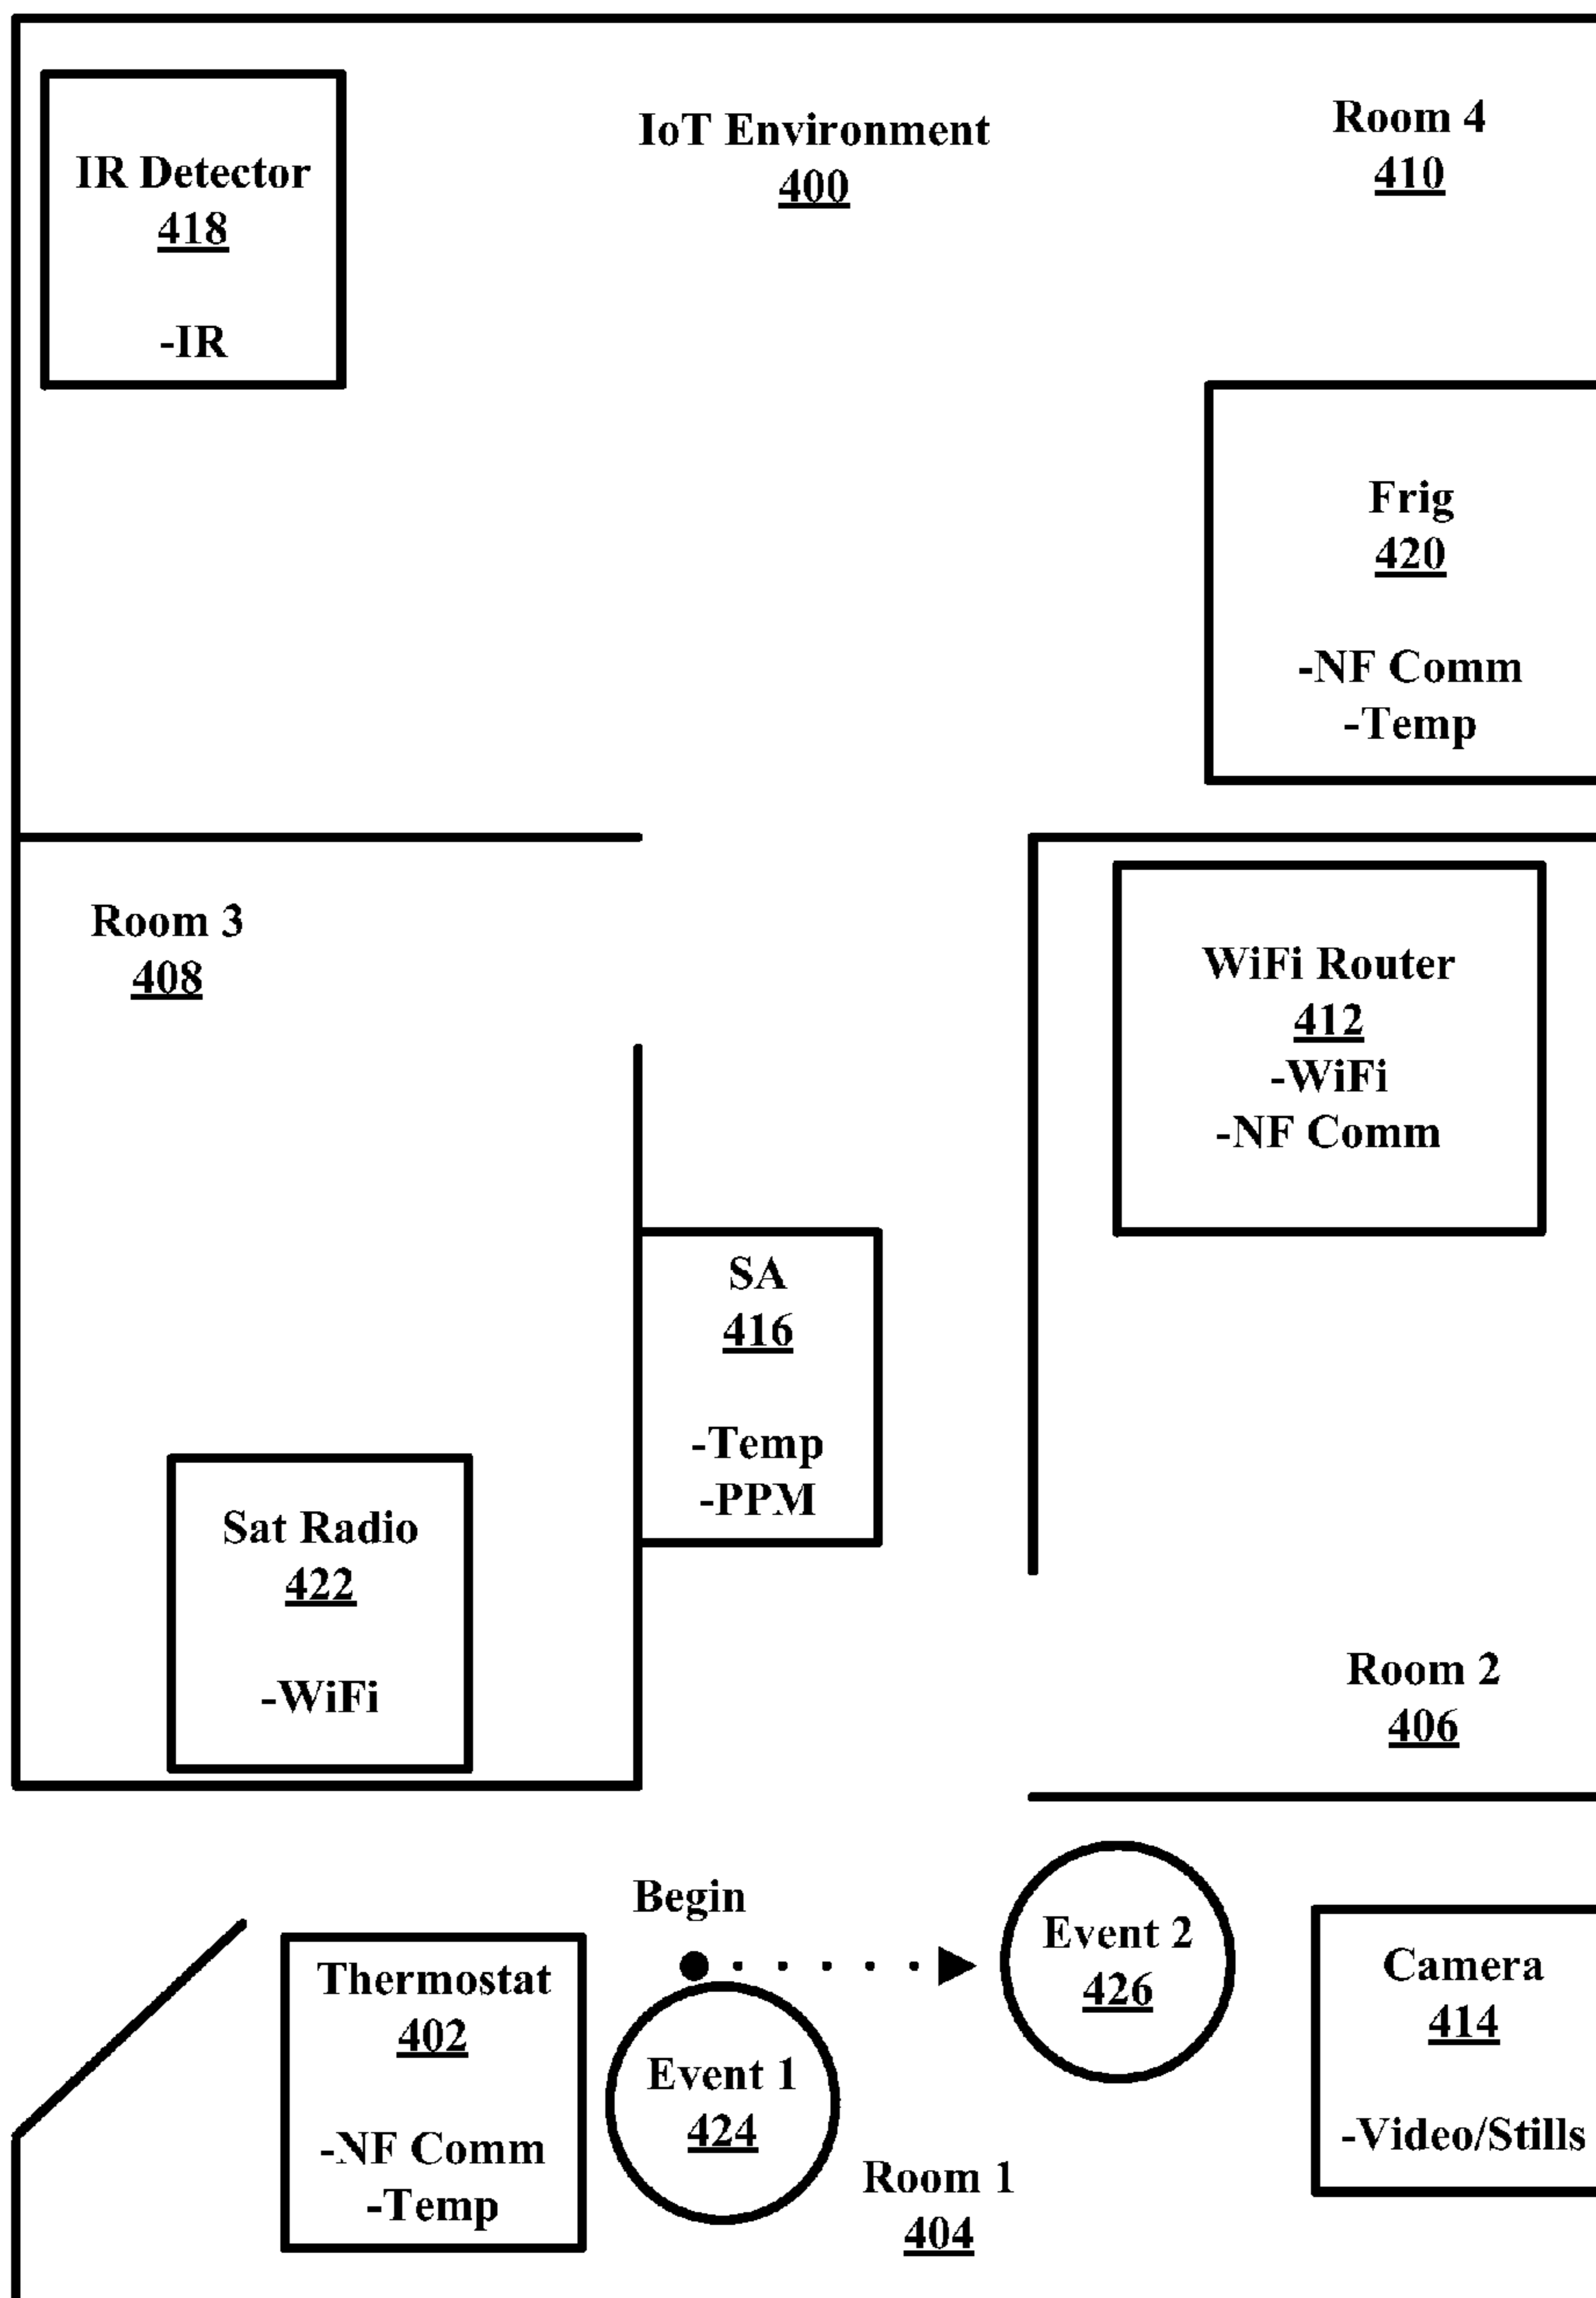 IoT Environment
400
Room 4
410
IR Detector
418
-IR
Frig
420
-NF Comm
-Temp
Room 3
408
WiFi Router
412
-WiFi
-NF Comm
SA
416
-Temp
-PPM
Sat Radio
422
-WiFi
Room 2
406
Begin
Event 2
426
Camera
414
-Video/Stills
Thermostat
402
-NF Comm
-Temp
Event 1
424
Room 1
404